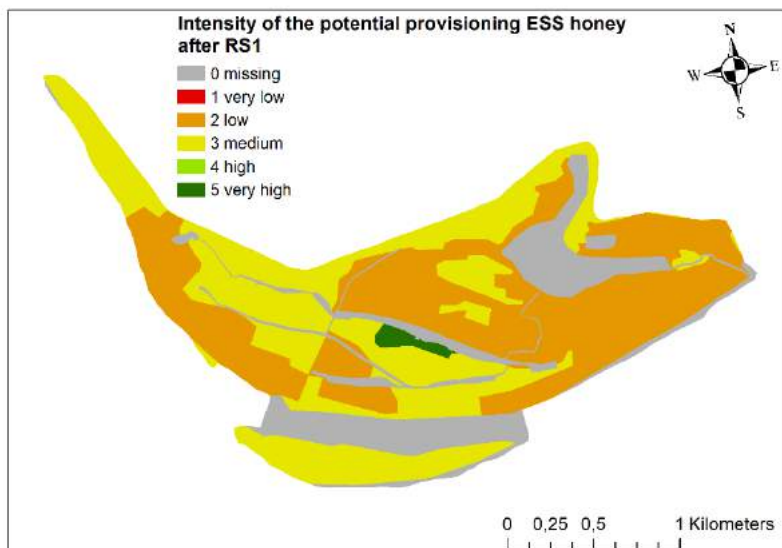 Intensity of the potential provisioning ESS honey
after RS1
0 missing
1 very low
2 low
3 medium
4 high
5 very high
N
W
E
S
0 0,25 0,5 1 Kilometers